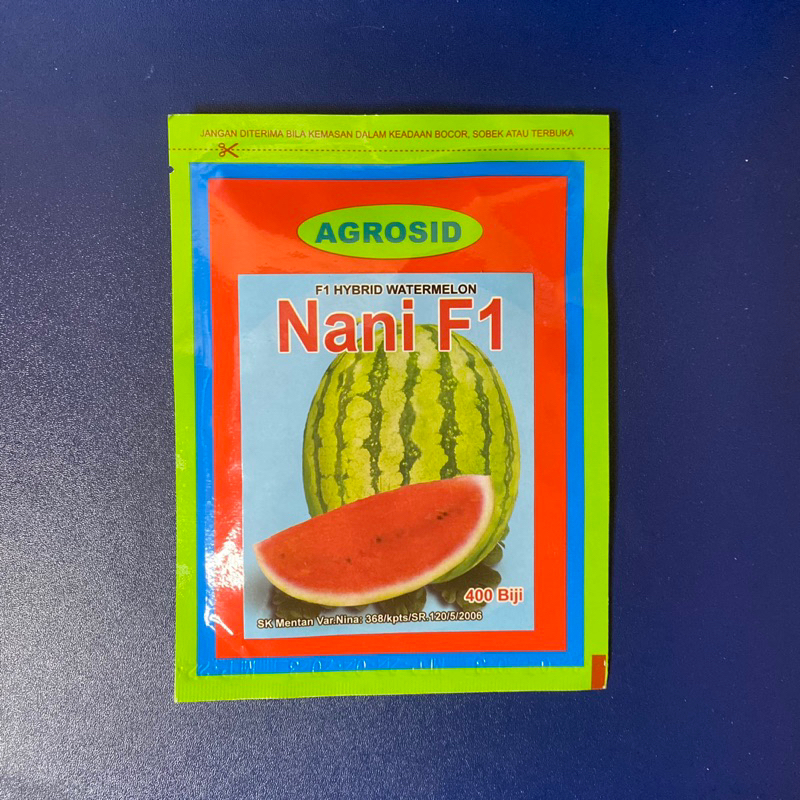 JANGAN DITERIMA BILA KEMASAN DALAM KEADAAN BOCOR, SOBEK ATAU TERBUKA
AGROSID
F1 HYBRID WATERMELON
Nani F1
400 Biji
SK Mentan Var.Nina: 368/kpts/SR.120/5/2006